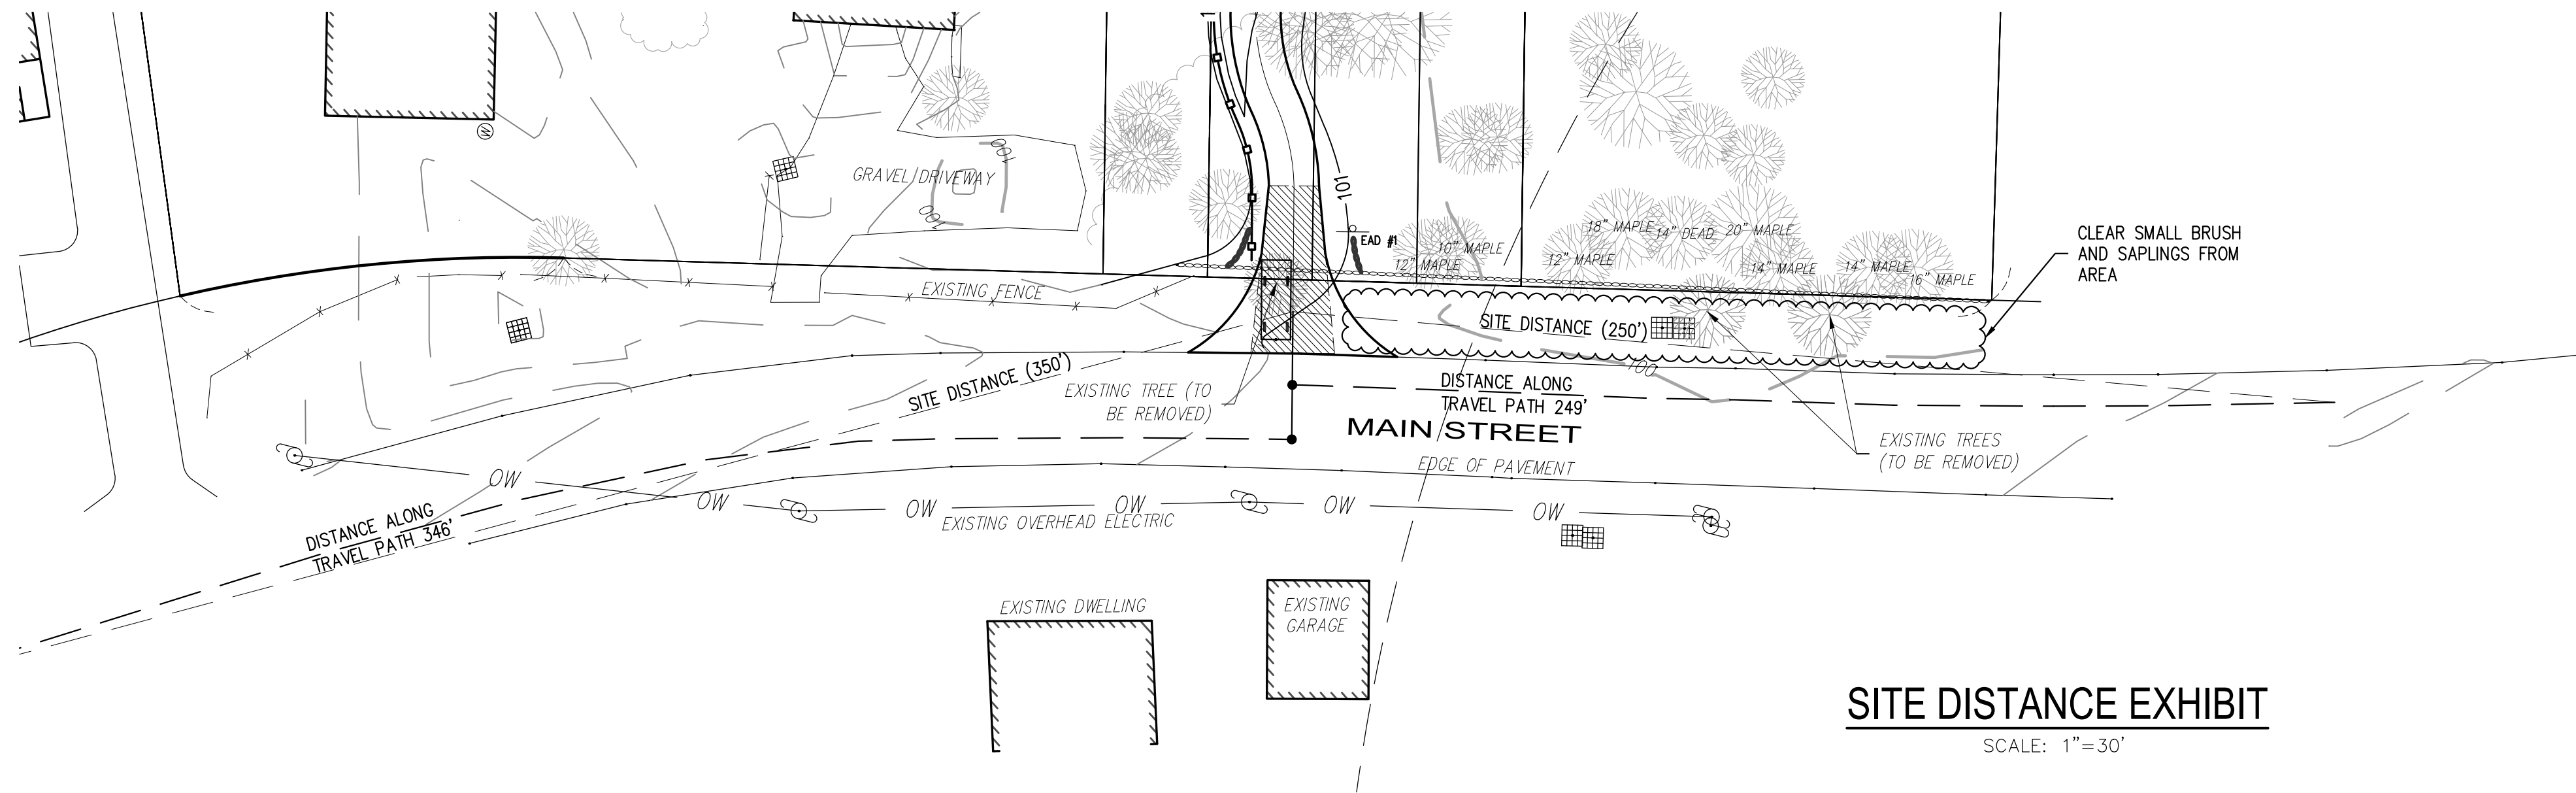 W
GRAVEL DRIVEWAY
101
EAD #1
10" MAPLE
12" MAPLE
18" MAPLE
14" DEAD
20" MAPLE
12" MAPLE
14" MAPLE
14" MAPLE
16" MAPLE
CLEAR SMALL BRUSH
AND SAPLINGS FROM
AREA
EXISTING FENCE
SITE DISTANCE (250')
100
SITE DISTANCE (350')
EXISTING TREE (TO
BE REMOVED)
DISTANCE ALONG
TRAVEL PATH 249'
MAIN STREET
EXISTING TREES
(TO BE REMOVED)
EDGE OF PAVEMENT
OW
OW
OW
OW
OW
OW
EXISTING OVERHEAD ELECTRIC
DISTANCE ALONG
TRAVEL PATH 346'
EXISTING DWELLING
EXISTING
GARAGE
SITE DISTANCE EXHIBIT
SCALE: 1"=30'